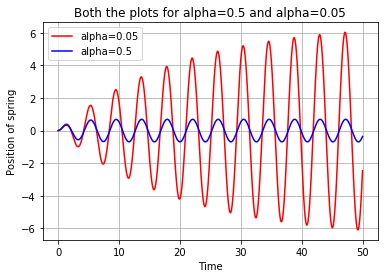 Both the plots for alpha=0.5 and alpha=0.05
alpha=0.05
alpha=0.5
6
4
2
0
−2
−4
−6
Position of spring
0
10
20
30
40
50
Time